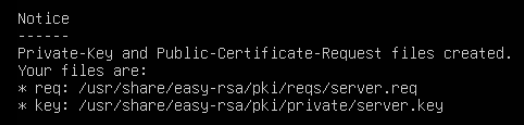 Notice
------
Private-Key and Public-Certificate-Request files created.
Your files are:
* req: /usr/share/easy-rsa/pki/reqs/server.req
* key: /usr/share/easy-rsa/pki/private/server.key